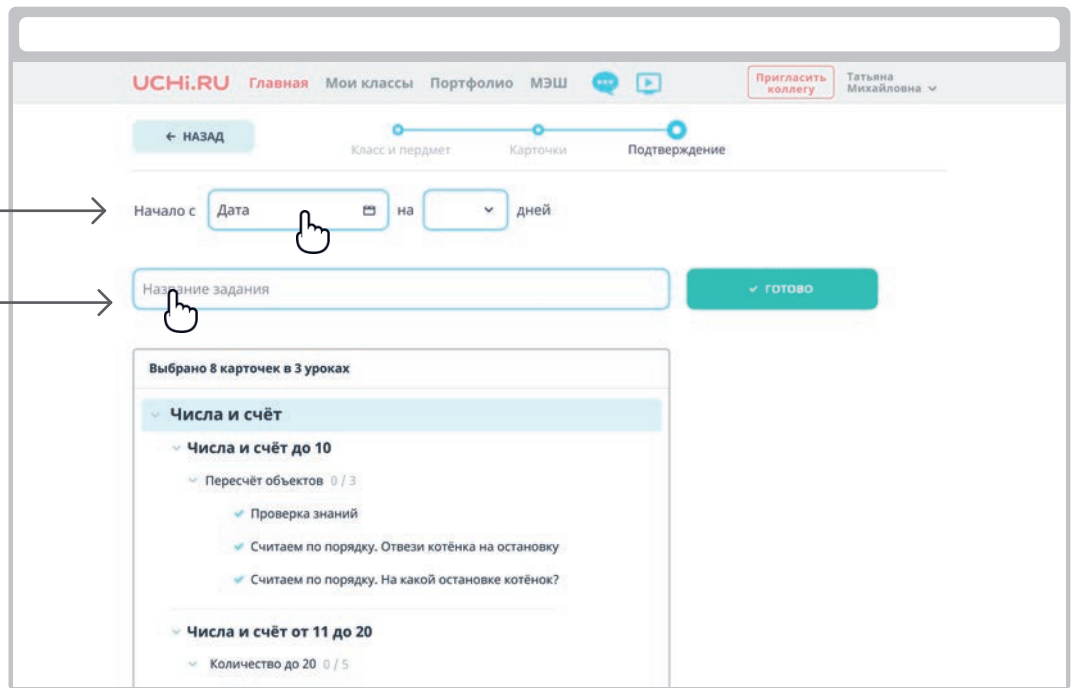 UCHi.RU Главная Мои классы Портфолио МЭШ Пригласить коллегу Татьяна Михайловна
← НАЗАД
Класс и пердмет Карточки Подтверждение
Начало с Дата на дней
Название задания ГОТОВО
Выбрано 8 карточек в 3 уроках
Числа и счёт
Числа и счёт до 10
Пересчёт объектов 0 / 3
Проверка знаний
Считаем по порядку. Отвези котёнка на остановку
Считаем по порядку. На какой остановке котёнок?
Числа и счёт от 11 до 20
Количество до 20 0 / 5